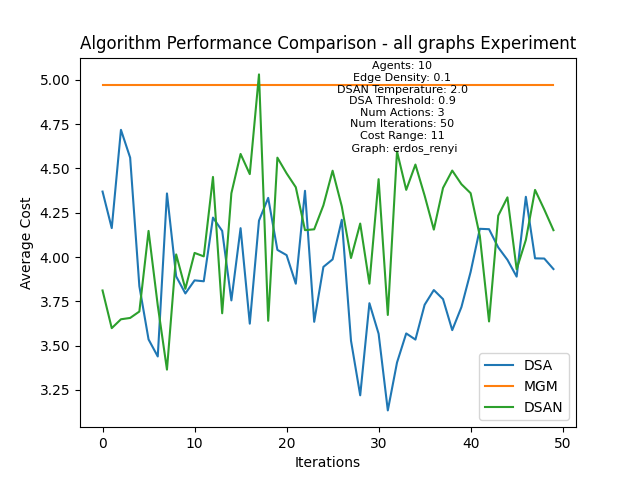 Algorithm Performance Comparison - all graphs Experiment
Agents: 10
Edge Density: 0.1
DSAN Temperature: 2.0
DSA Threshold: 0.9
Num Actions: 3
Num Iterations: 50
Cost Range: 11
Graph: erdos_renyi
Average Cost
5.00
4.75
4.50
4.25
4.00
3.75
3.50
3.25
0 10 20 30 40 50
Iterations
DSA
MGM
DSAN